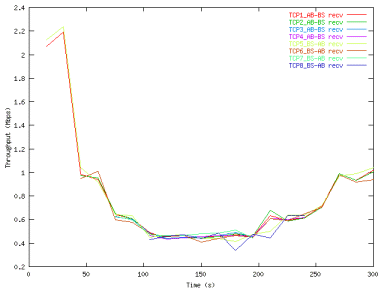 2.4
2.2
2
1.8
1.6
1.4
1.2
1
0.8
0.6
0.4
0.2
Throughput (Mbps)
TCP1_AB-BS recv
TCP2_AB-BS recv
TCP3_AB-BS recv
TCP4_AB-BS recv
TCP5_BS-AB recv
TCP6_BS-AB recv
TCP7_BS-AB recv
TCP8_BS-AB recv
0
50
100
150
200
250
300
Time (s)